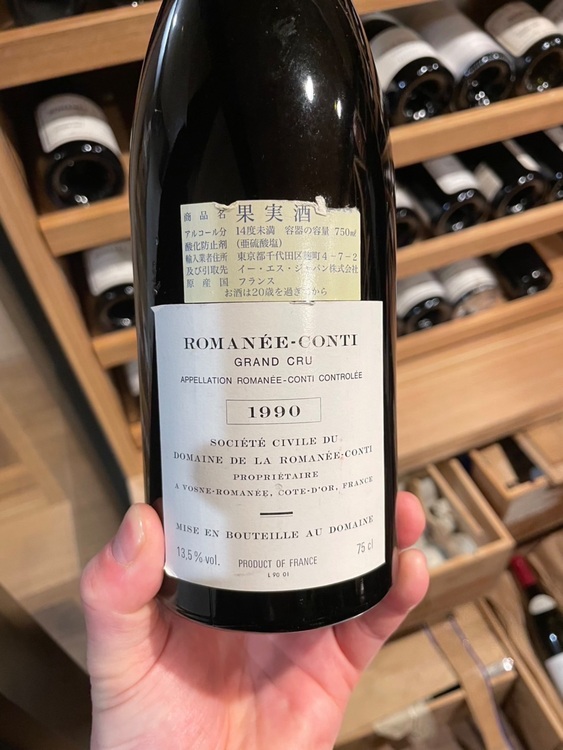 商品名 果実酒
アルコール分 14度未満 容器の容量 750ml
酸化防止剤 (亜硫酸塩)
輸入業者住所 東京都千代田区麹町4-7-2
及び引取先 イー・エス・ジャパン株式会社
原産国 フランス
お酒は20歳を過ぎてから
ROMANÉE-CONTI
GRAND CRU
APPELLATION ROMANÉE-CONTI CONTROLÉE
1990
SOCIÉTÉ CIVILE DU
DOMAINE DE LA ROMANÉE-CONTI
PROPRIÉTAIRE
A VOSNE-ROMANÉE, COTE-D'OR, FRANCE
MISE EN BOUTEILLE AU DOMAINE
13,5% vol. PRODUCT OF FRANCE 75 cl
L 90 01